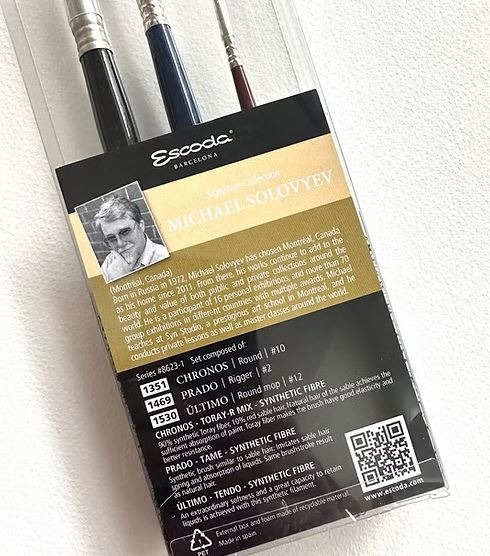 Escoda®
BARCELONA
Signature Collection
MICHAEL SOLOVYEV
(Montréal, Canada)
Born in Russia in 1972, Michael Solovyev has chosen Montréal, Canada
as his home since 2011. From there, his works continue to add to the
beauty and value of both public and private collections around the
world. He is a participant of 16 personal exhibitions and more than 70
group exhibitions in different countries with multiple awards. Michael
teaches at Syn Studio, a prestigious art school in Montreal, and he
conducts private lessons as well as master classes around the world.
Series #8623-1 Set composed of:
1351 CHRONOS | Round | #10
1469 PRADO | Rigger | #2
1530 ÚLTIMO | Round mop | #12
CHRONOS - TORAY-R MIX - SYNTHETIC FIBRE
90% synthetic Toray fiber, 10% red sable hair. Natural hair of the sable achieves the
sufficient absorption of paint. Toray fiber makes the brush have good elasticity and
better resistance.
PRADO - TAME - SYNTHETIC FIBRE
Synthetic brush similar to sable hair. Imitates sable hair
spring and absorption of liquids. Same brushstroke result
as natural hair.
ÚLTIMO - TENDO - SYNTHETIC FIBRE
An extraordinary softness and a great capacity to retain
liquids is achieved with this synthetic filament.
www.escoda.com
1
PET
External box and foam made of recyclable material.
Made in spain